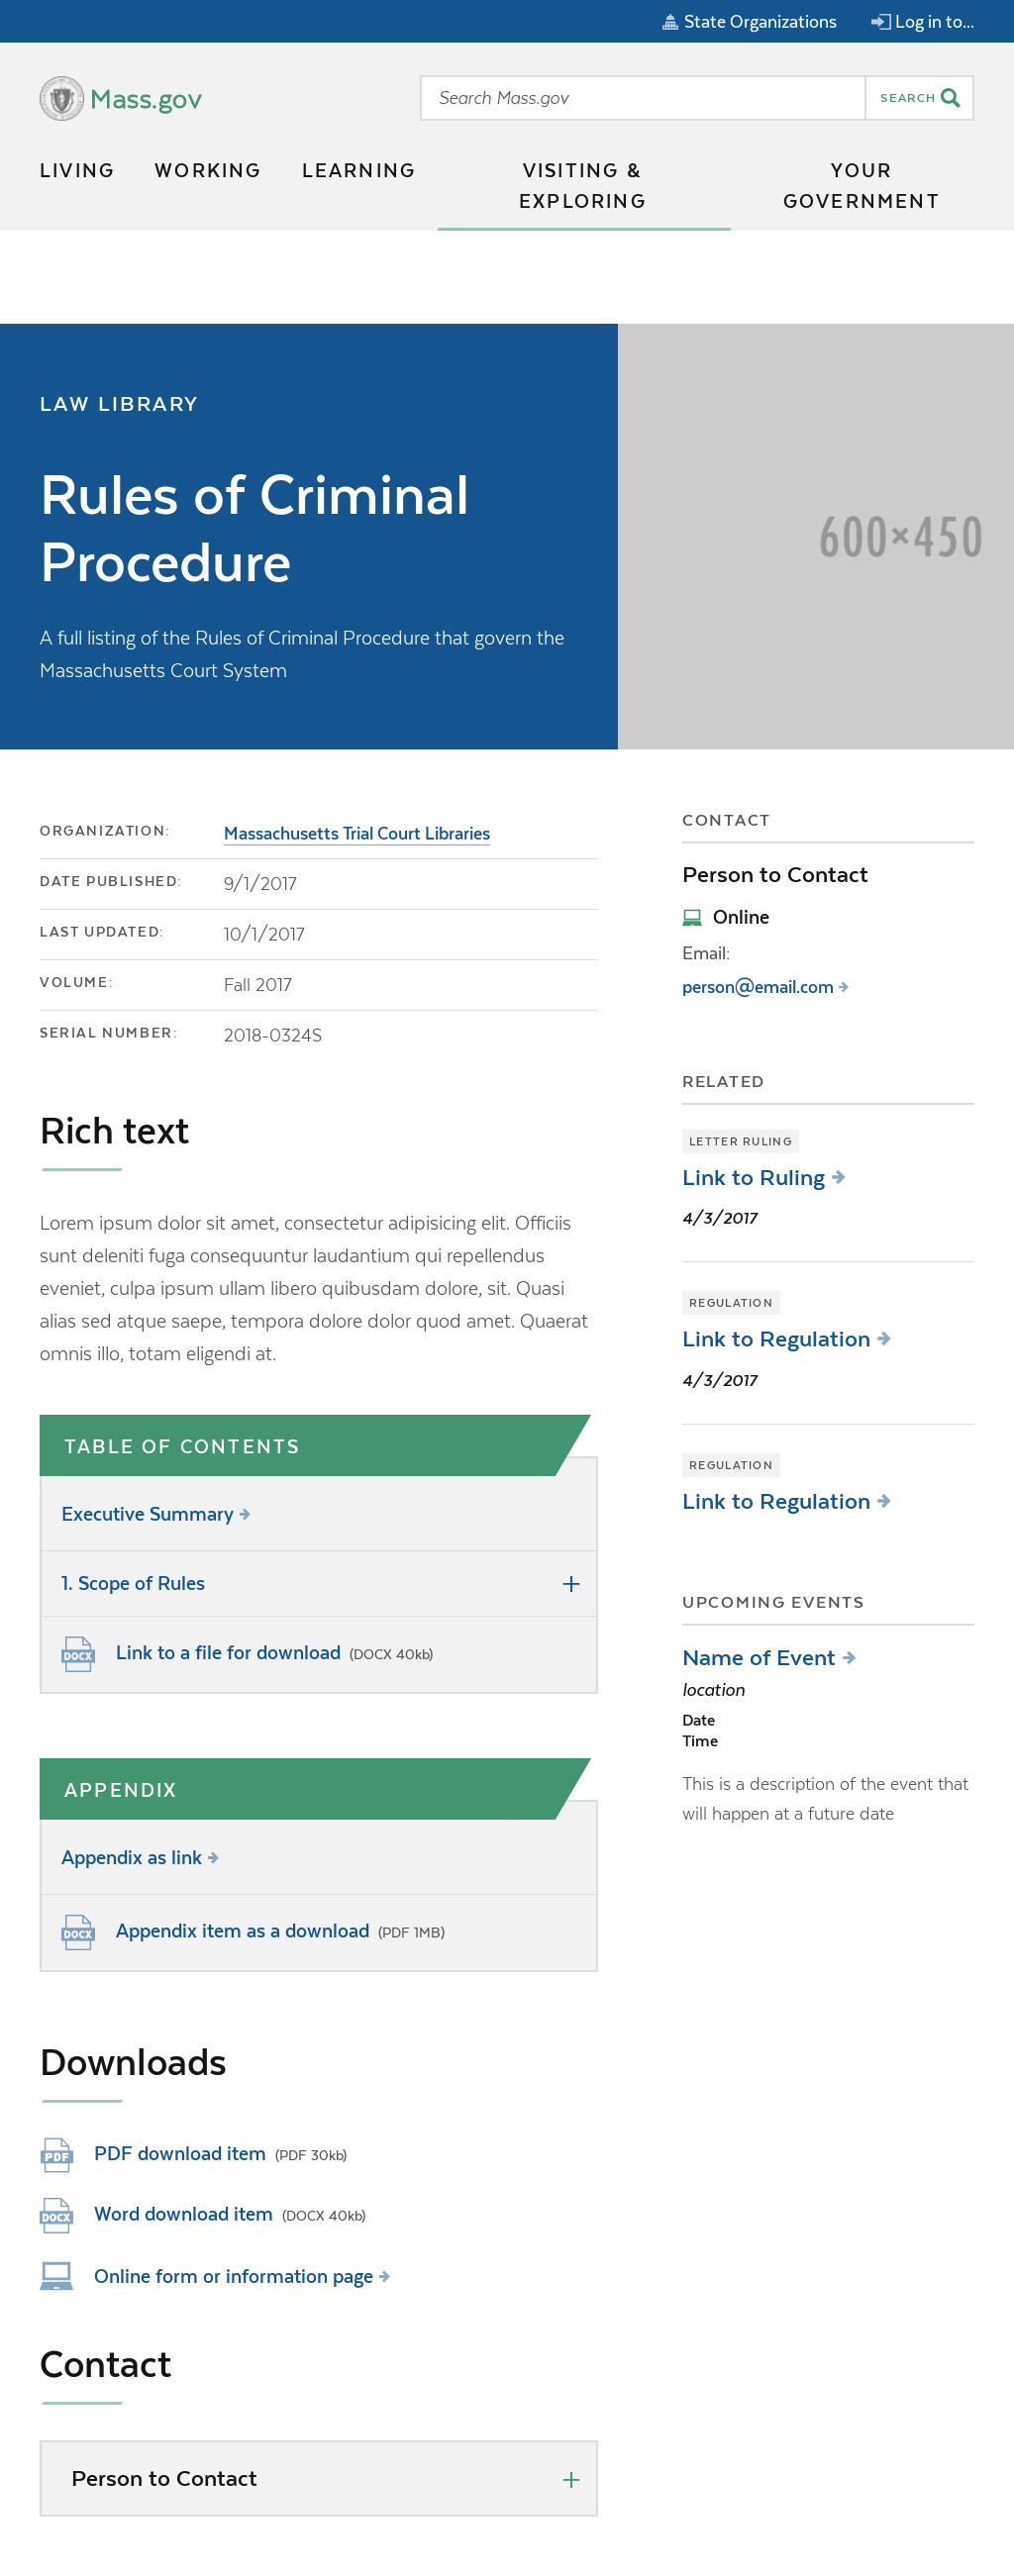 State Organizations
Log in to...
Mass.gov
Search Mass.gov
SEARCH
LIVING
WORKING
LEARNING
VISITING &
EXPLORING
YOUR
GOVERNMENT
LAW LIBRARY
Rules of Criminal
Procedure
A full listing of the Rules of Criminal Procedure that govern the
Massachusetts Court System
600×450
ORGANIZATION:
Massachusetts Trial Court Libraries
DATE PUBLISHED:
9/1/2017
LAST UPDATED:
10/1/2017
VOLUME:
Fall 2017
SERIAL NUMBER:
2018-0324S
Rich text
Lorem ipsum dolor sit amet, consectetur adipisicing elit. Officiis
sunt deleniti fuga consequuntur laudantium qui repellendus
eveniet, culpa ipsum ullam libero quibusdam dolore, sit. Quasi
alias sed atque saepe, tempora dolore dolor quod amet. Quaerat
omnis illo, totam eligendi at.
TABLE OF CONTENTS
Executive Summary
1. Scope of Rules
DOCX
Link to a file for download (DOCX 40kb)
APPENDIX
Appendix as link
DOCX
Appendix item as a download (PDF 1MB)
Downloads
PDF
PDF download item (PDF 30kb)
DOCX
Word download item (DOCX 40kb)
Online form or information page
Contact
Person to Contact
CONTACT
Person to Contact
Online
Email:
person@email.com
RELATED
LETTER RULING
Link to Ruling
4/3/2017
REGULATION
Link to Regulation
4/3/2017
REGULATION
Link to Regulation
UPCOMING EVENTS
Name of Event
location
Date
Time
This is a description of the event that
will happen at a future date